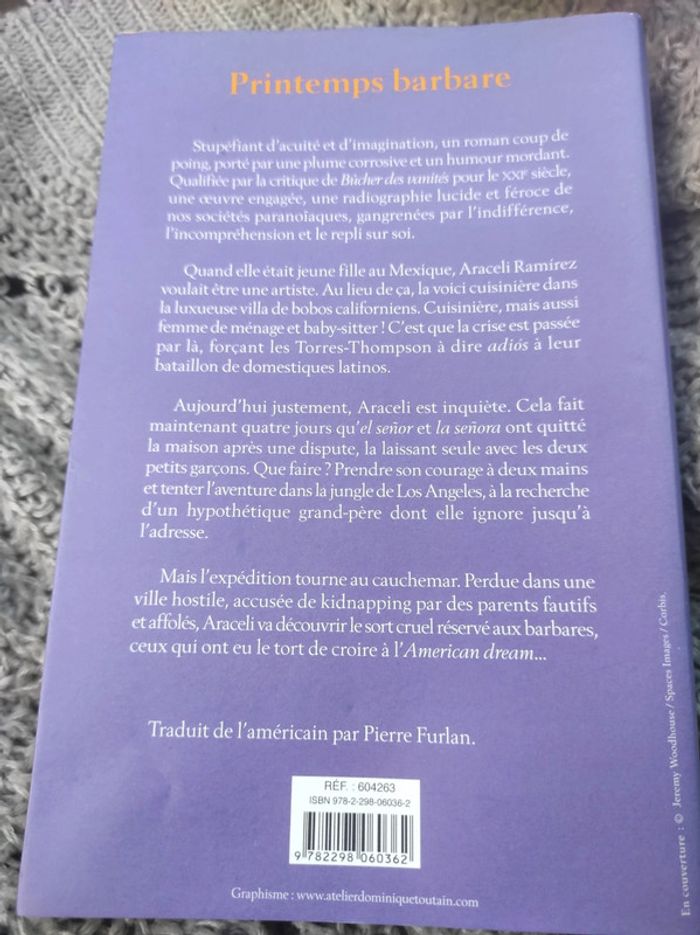 Printemps barbare
Stupéfiant d'acuité et d'imagination, un roman coup de
poing, porté par une plume corrosive et un humour mordant.
Qualifiée par la critique de Bûcher des vanités pour le XXIe siècle,
une œuvre engagée, une radiographie lucide et féroce de
nos sociétés paranoïaques, gangrenées par l'indifférence,
l'incompréhension et le repli sur soi.
Quand elle était jeune fille au Mexique, Araceli Ramírez
voulait être une artiste. Au lieu de ça, la voici cuisinière dans
la luxueuse villa de bobos californiens. Cuisinière, mais aussi
femme de ménage et baby-sitter ! C'est que la crise est passée
par là, forçant les Torres-Thompson à dire adiós à leur
bataillon de domestiques latinos.
Aujourd'hui justement, Araceli est inquiète. Cela fait
maintenant quatre jours qu'el señor et la señora ont quitté
la maison après une dispute, la laissant seule avec les deux
petits garçons. Que faire ? Prendre son courage à deux mains
et tenter l'aventure dans la jungle de Los Angeles, à la recherche
d'un hypothétique grand-père dont elle ignore jusqu'à
l'adresse.
Mais l'expédition tourne au cauchemar. Perdue dans une
ville hostile, accusée de kidnapping par des parents fautifs
et affolés, Araceli va découvrir le sort cruel réservé aux barbares,
ceux qui ont eu le tort de croire à l'American dream...
Traduit de l'américain par Pierre Furlan.
RÉF. : 604263
ISBN 978-2-298-06036-2
9 782298 060362
Graphisme : www.atelierdominiquetoutain.com
En couverture : © Jeremy Woodhouse / Spaces Images / Corbis.